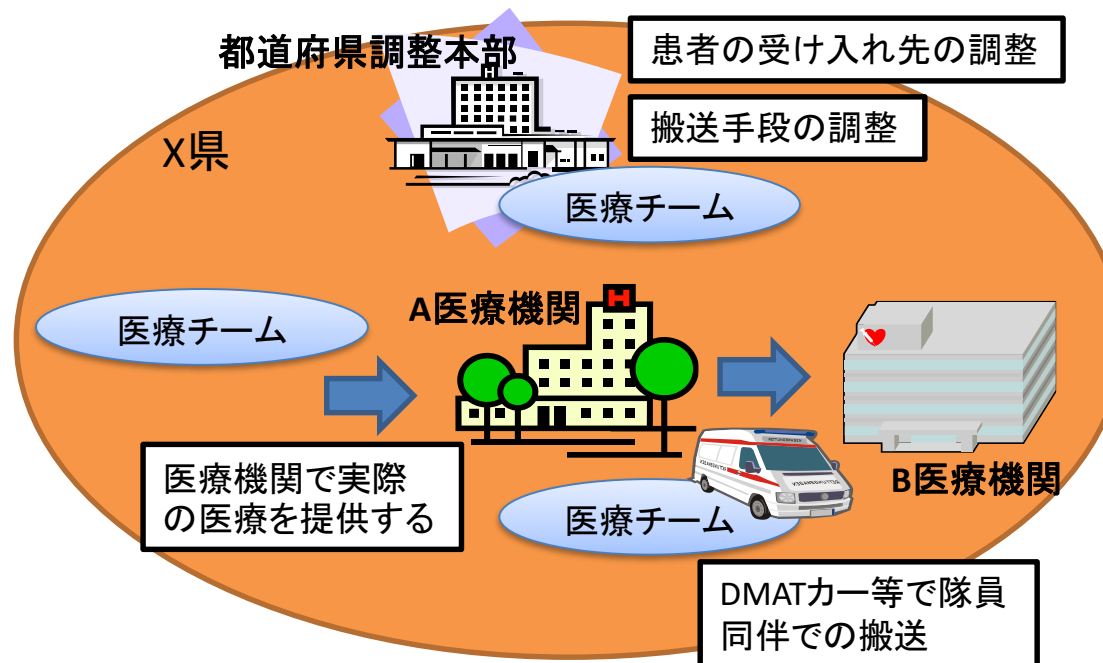 都道府県調整本部
患者の受け入れ先の調整
搬送手段の調整
X県
医療チーム
医療チーム
A医療機関
H
B医療機関
医療機関で実際
の医療を提供する
医療チーム
DMATカー等で隊員
同伴での搬送